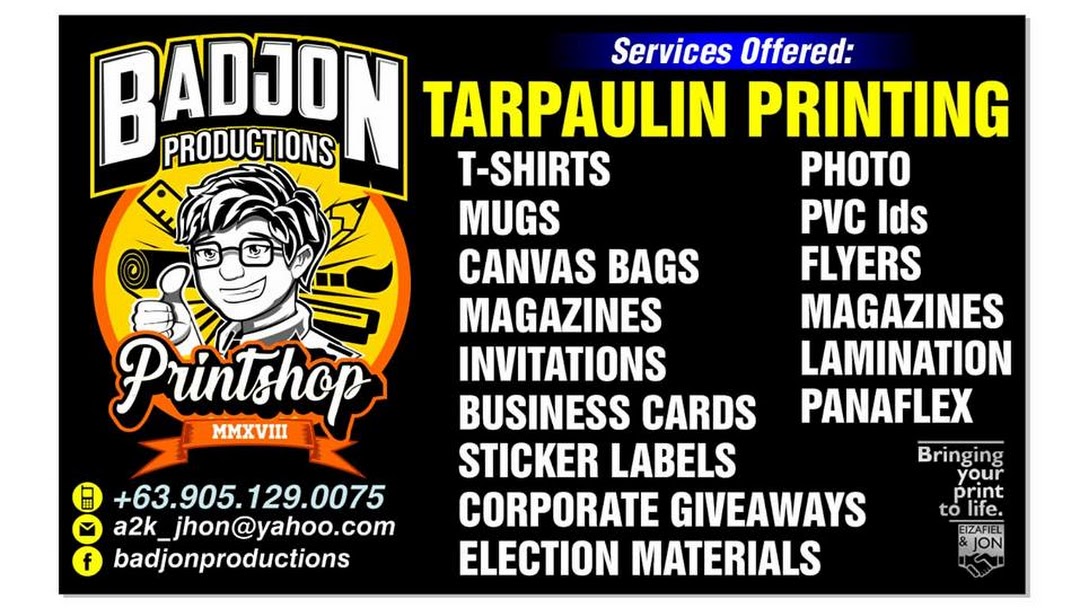 BADJON
PRODUCTIONS
Printshop
MMXVIII
+63.905.129.0075
a2k_jhon@yahoo.com
badjonproductions
Services Offered:
TARPAULIN PRINTING
T-SHIRTS
MUGS
CANVAS BAGS
MAGAZINES
INVITATIONS
BUSINESS CARDS
STICKER LABELS
CORPORATE GIVEAWAYS
ELECTION MATERIALS
PHOTO
PVC Ids
FLYERS
MAGAZINES
LAMINATION
PANAFLEX
Bringing
your
print
to life.
EIZAFIEL
& JON